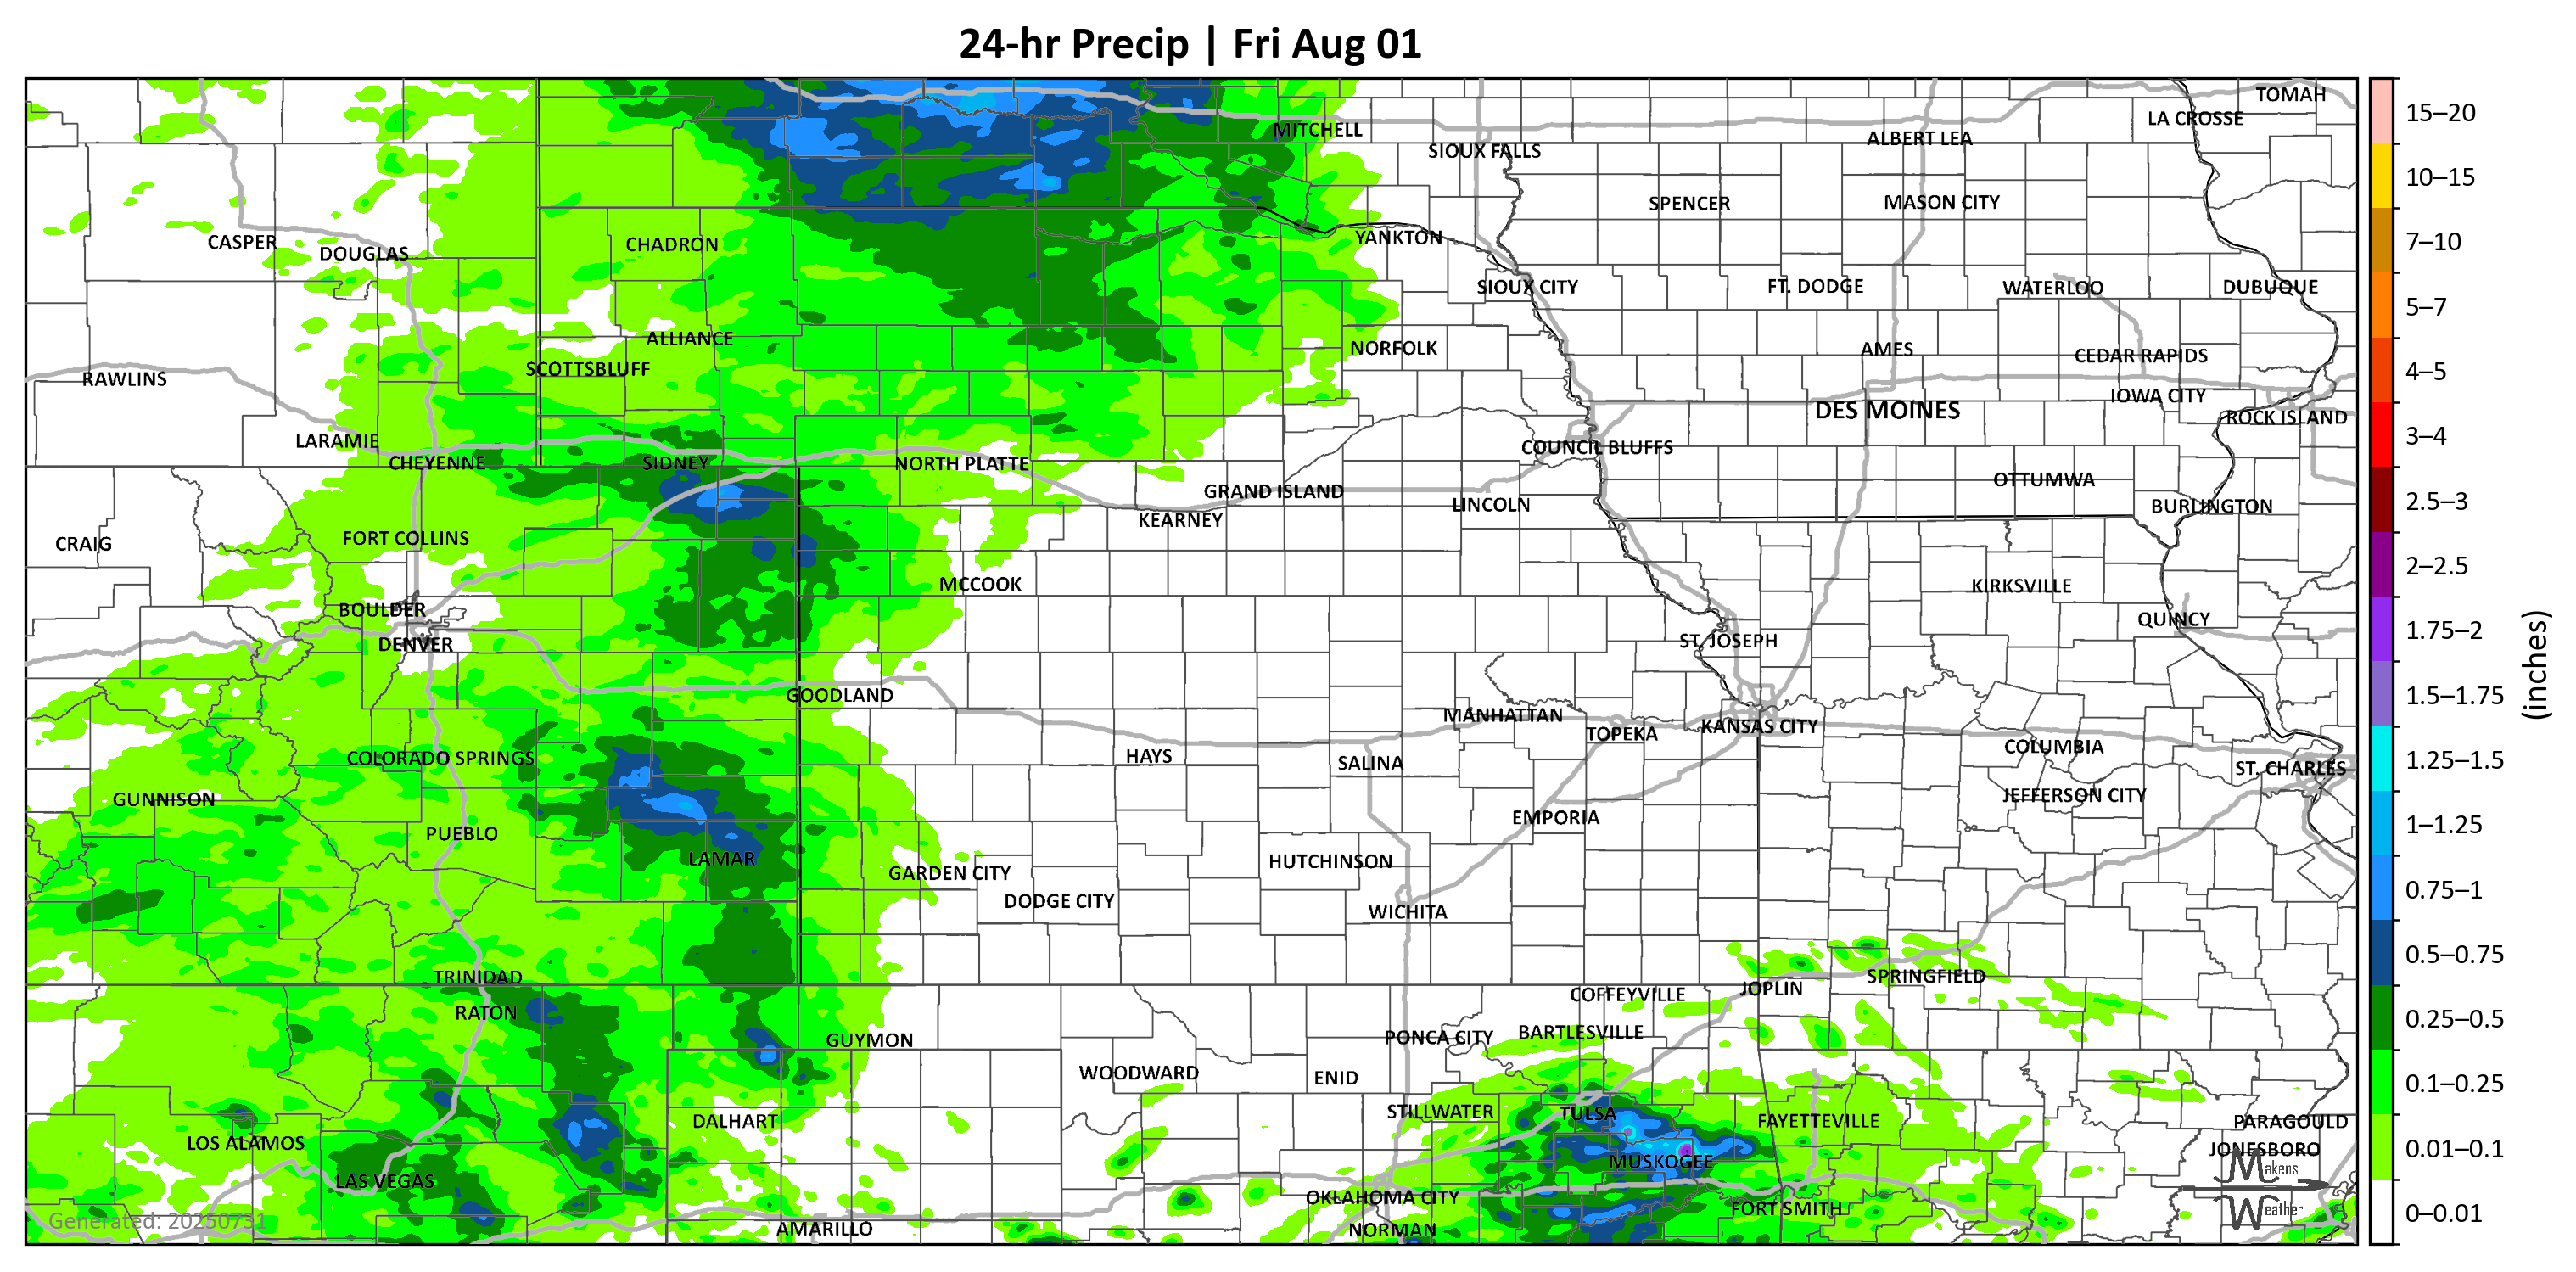 24-hr Precip | Fri Aug 01
TOMAH
LA CROSSE
MITCHELL
ALBERT LEA
SIOUX FALLS
SPENCER
MASON CITY
YANKTON
CASPER
CHADRON
DOUGLAS
SIOUX CITY
FT. DODGE
WATERLOO
DUBUQUE
ALLIANCE
NORFOLK
AMES
CEDAR RAPIDS
SCOTTSBLUFF
RAWLINS
IOWA CITY
DES MOINES
ROCK ISLAND
LARAMIE
COUNCIL BLUFFS
CHEYENNE
SIDNEY
NORTH PLATTE
OTTUMWA
GRAND ISLAND
LINCOLN
BURLINGTON
KEARNEY
CRAIG
FORT COLLINS
MCCOOK
KIRKSVILLE
BOULDER
QUINCY
DENVER
ST. JOSEPH
GOODLAND
MANHATTAN
KANSAS CITY
TOPEKA
COLUMBIA
COLORADO SPRINGS
HAYS
SALINA
ST. CHARLES
GUNNISON
JEFFERSON CITY
EMPORIA
PUEBLO
LAMAR
HUTCHINSON
GARDEN CITY
DODGE CITY
WICHITA
TRINIDAD
SPRINGFIELD
JOPLIN
COFFEYVILLE
RATON
BARTLESVILLE
PONCA CITY
GUYMON
WOODWARD
ENID
STILLWATER
TULSA
DALHART
FAYETTEVILLE
PARAGOULD
LOS ALAMOS
JONESBORO
MUSKOGEE
LAS VEGAS
OKLAHOMA CITY
FORT SMITH
AMARILLO
NORMAN
Generated: 20250731
Makens
Weather
15–20
10–15
7–10
5–7
4–5
3–4
2.5–3
2–2.5
1.75–2
1.5–1.75
1.25–1.5
1–1.25
0.75–1
0.5–0.75
0.25–0.5
0.1–0.25
0.01–0.1
0–0.01
(inches)